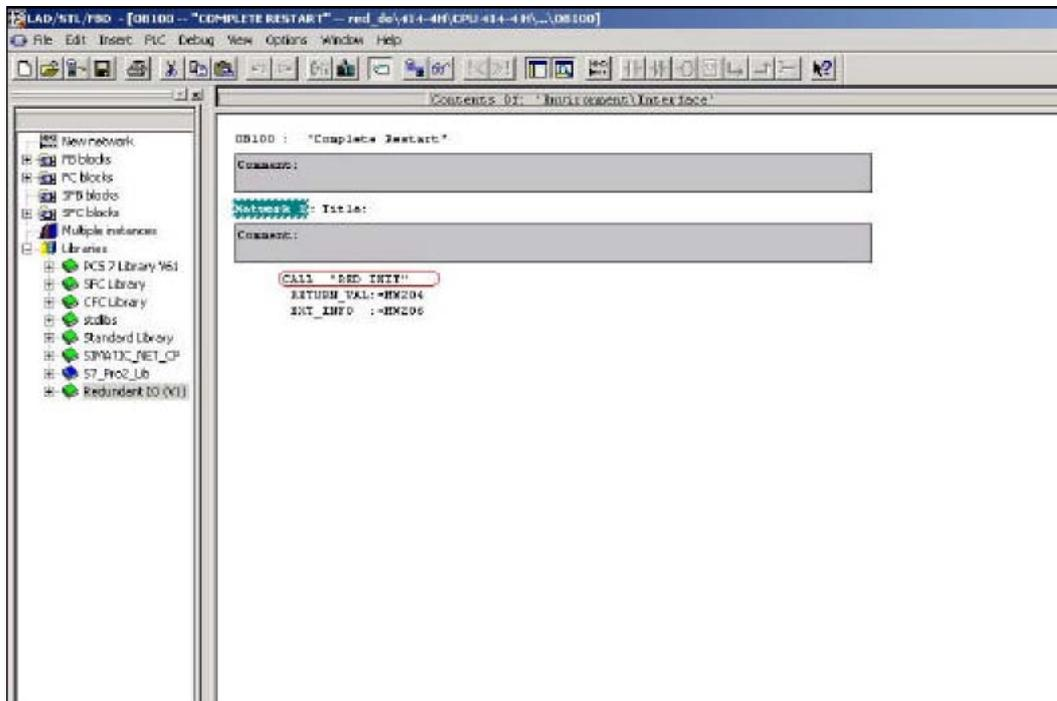 LAD/STL/FBD - [OB100 -- "COMPLETE RESTART" -- red_de\414-4H\CPU 414-4 H\...\OB100]
File Edit Insert PLC Debug View Options Window Help
Contents Of: 'Environment\Interface'
New network
FB blocks
FC blocks
SFB blocks
SFC blocks
Multiple instances
Libraries
PCS 7 Library V61
SFC Library
CFC Library
stdlibs
Standard Library
SIMATIC_NET_CP
S7_Pro2_Lib
Redundant IO (V1)
OB100 : "Complete Restart"
Comment:
Network 1: Title:
Comment:
CALL "RED_INIT"
RETURN_VAL:=MW204
EXT_INFO :=MW206